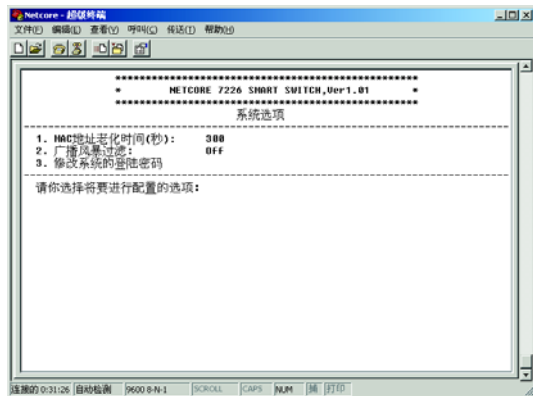 Netcore - 超级终端
文件(F) 编辑(E) 查看(V) 呼叫(C) 传送(T) 帮助(H)
****************************************************
* NETCORE 7226 SMART SWITCH,Ver1.01 *
****************************************************
系统选项
1. MAC地址老化时间(秒): 300
2. 广播风暴过滤: OFF
3. 修改系统的登陆密码
请你选择将要进行配置的选项:
连接的 0:31:26 自动检测 9600 8-N-1 SCROLL CAPS NUM 捕 打印